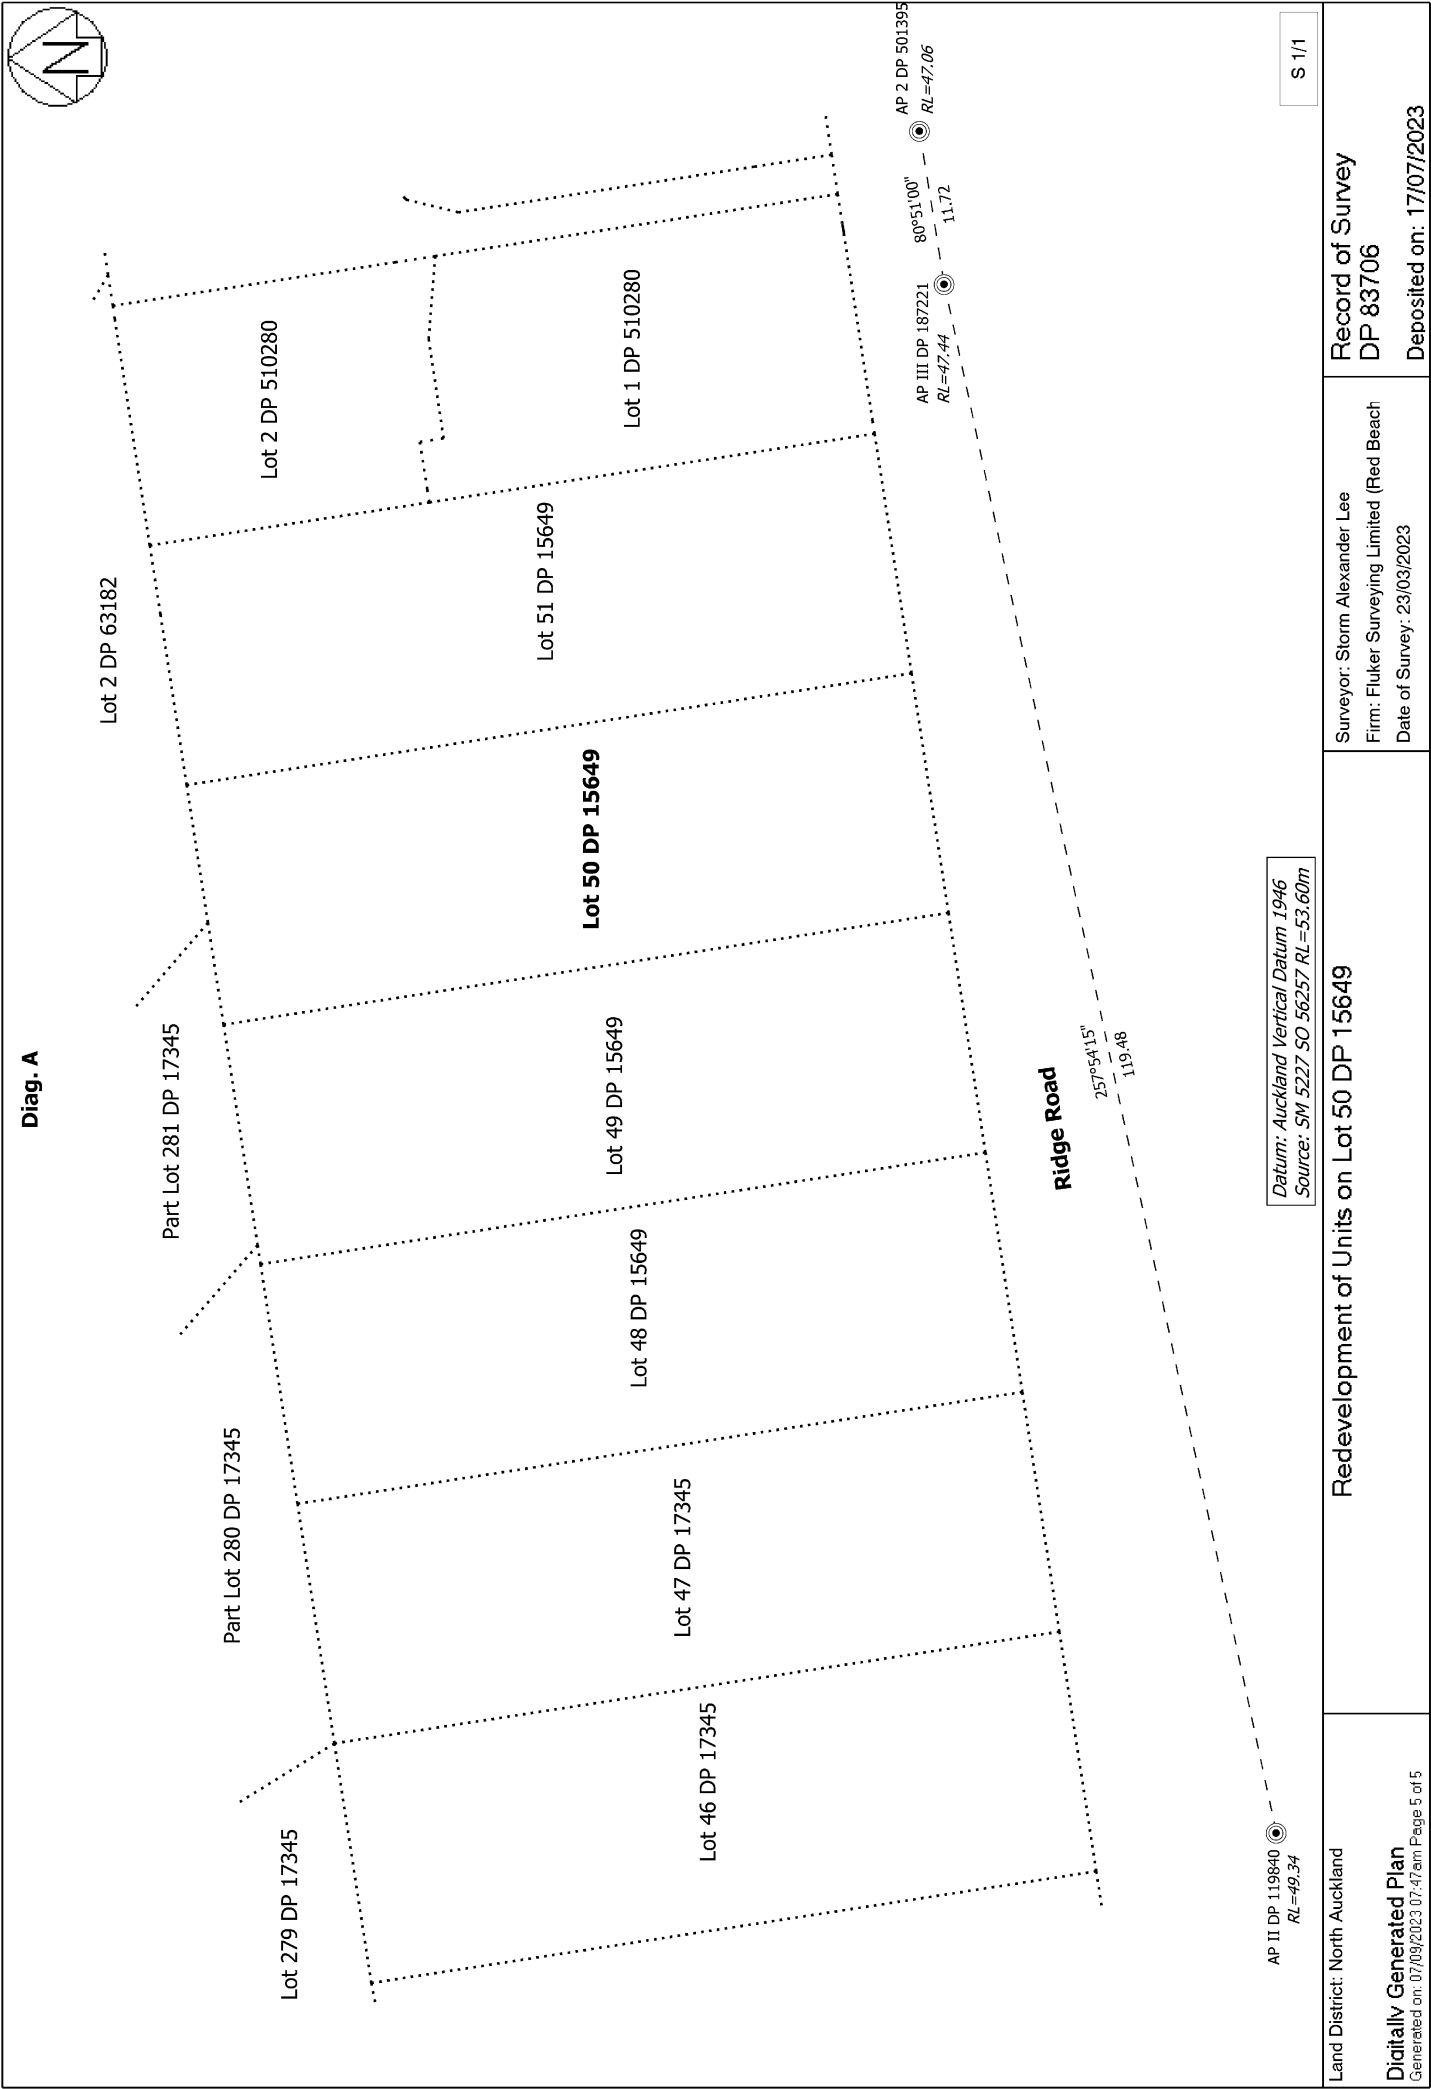 Diag. A
N
Lot 2 DP 63182
Part Lot 281 DP 17345
Part Lot 280 DP 17345
Lot 279 DP 17345
Lot 46 DP 17345
Lot 47 DP 17345
Lot 48 DP 15649
Lot 49 DP 15649
Lot 50 DP 15649
Lot 51 DP 15649
Lot 2 DP 510280
Lot 1 DP 510280
AP 2 DP 501395
RL=47.06
80°51'00"
11.72
AP III DP 187221
RL=47.44
Ridge Road
257°54'15"
119.48
AP II DP 119840
RL=49.34
Datum: Auckland Vertical Datum 1946
Source: SM 5227 SO 56257 RL=53.60m
S 1/1
Land District: North Auckland
Digitally Generated Plan
Generated on: 07/09/2023 07:47am Page 5 of 5
Redevelopment of Units on Lot 50 DP 15649
Surveyor: Storm Alexander Lee
Firm: Fluker Surveying Limited (Red Beach
Date of Survey: 23/03/2023
Record of Survey
DP 83706
Deposited on: 17/07/2023